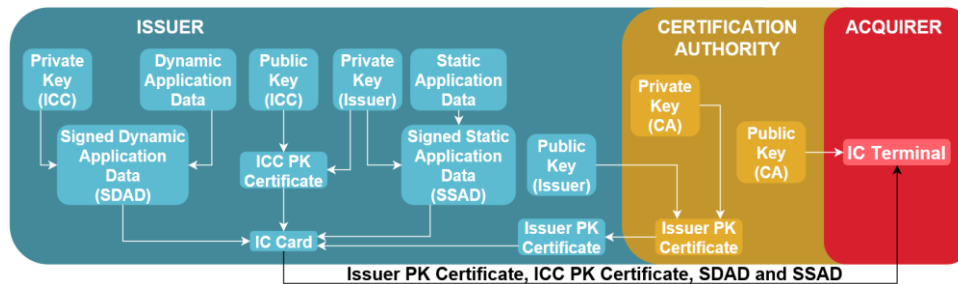 ISSUER
CERTIFICATION
AUTHORITY
ACQUIRER
Private
Key
(ICC)
Dynamic
Application
Data
Public
Key
(ICC)
Private
Key
(Issuer)
Static
Application
Data
Private
Key
(CA)
Signed Dynamic
Application
Data
(SDAD)
ICC PK
Certificate
Signed Static
Application
Data
(SSAD)
Public
Key
(Issuer)
Public
Key
(CA)
IC Terminal
IC Card
Issuer PK
Certificate
Issuer PK
Certificate
Issuer PK Certificate, ICC PK Certificate, SDAD and SSAD